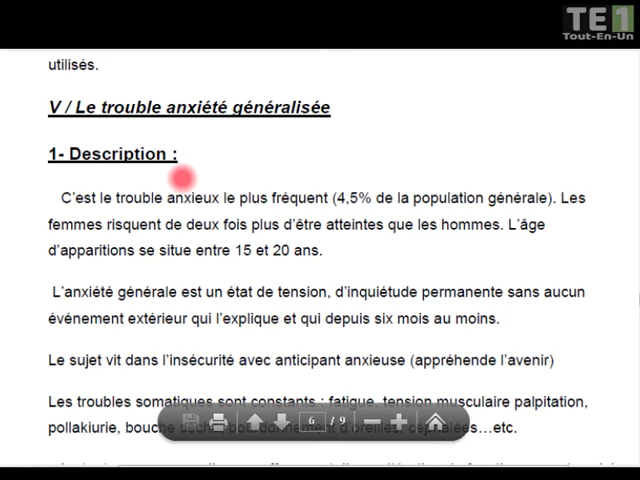 TE1
Tout-En-Un
utilisés.
V / Le trouble anxiété généralisée
1- Description :
C'est le trouble anxieux le plus fréquent (4,5% de la population générale). Les
femmes risquent de deux fois plus d'être atteintes que les hommes. L'âge
d'apparitions se situe entre 15 et 20 ans.
L'anxiété générale est un état de tension, d'inquiétude permanente sans aucun
événement extérieur qui l'explique et qui depuis six mois au moins.
Le sujet vit dans l'insécurité avec anticipant anxieuse (appréhende l'avenir)
Les troubles somatiques sont constants : fatigue, tension musculaire palpitation,
pollakiurie, bouche sèche, bourdonnement d'oreilles, céphalées…etc.
6 / 9